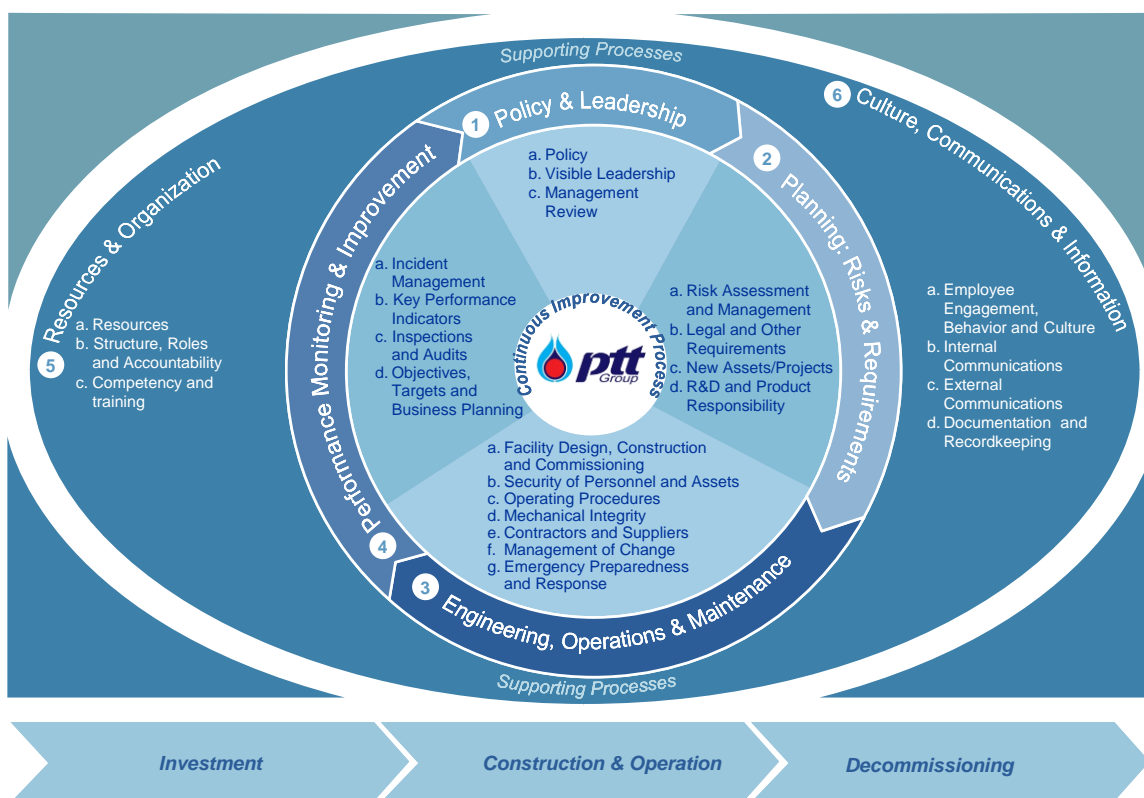 Supporting Processes
1 Policy & Leadership
a. Policy
b. Visible Leadership
c. Management
Review
2 Planning: Risks & Requirements
a. Risk Assessment
and Management
b. Legal and Other
Requirements
c. New Assets/Projects
d. R&D and Product
Responsibility
3 Engineering, Operations & Maintenance
a. Facility Design, Construction
and Commissioning
b. Security of Personnel and Assets
c. Operating Procedures
d. Mechanical Integrity
e. Contractors and Suppliers
f. Management of Change
g. Emergency Preparedness
and Response
4 Performance Monitoring & Improvement
a. Incident
Management
b. Key Performance
Indicators
c. Inspections
and Audits
d. Objectives,
Targets and
Business Planning
Continuous Improvement Process
ptt
Group
5 Resources & Organization
a. Resources
b. Structure, Roles
and Accountability
c. Competency and
training
6 Culture, Communications & Information
a. Employee
Engagement,
Behavior and Culture
b. Internal
Communications
c. External
Communications
d. Documentation and
Recordkeeping
Supporting Processes
Investment
Construction & Operation
Decommissioning